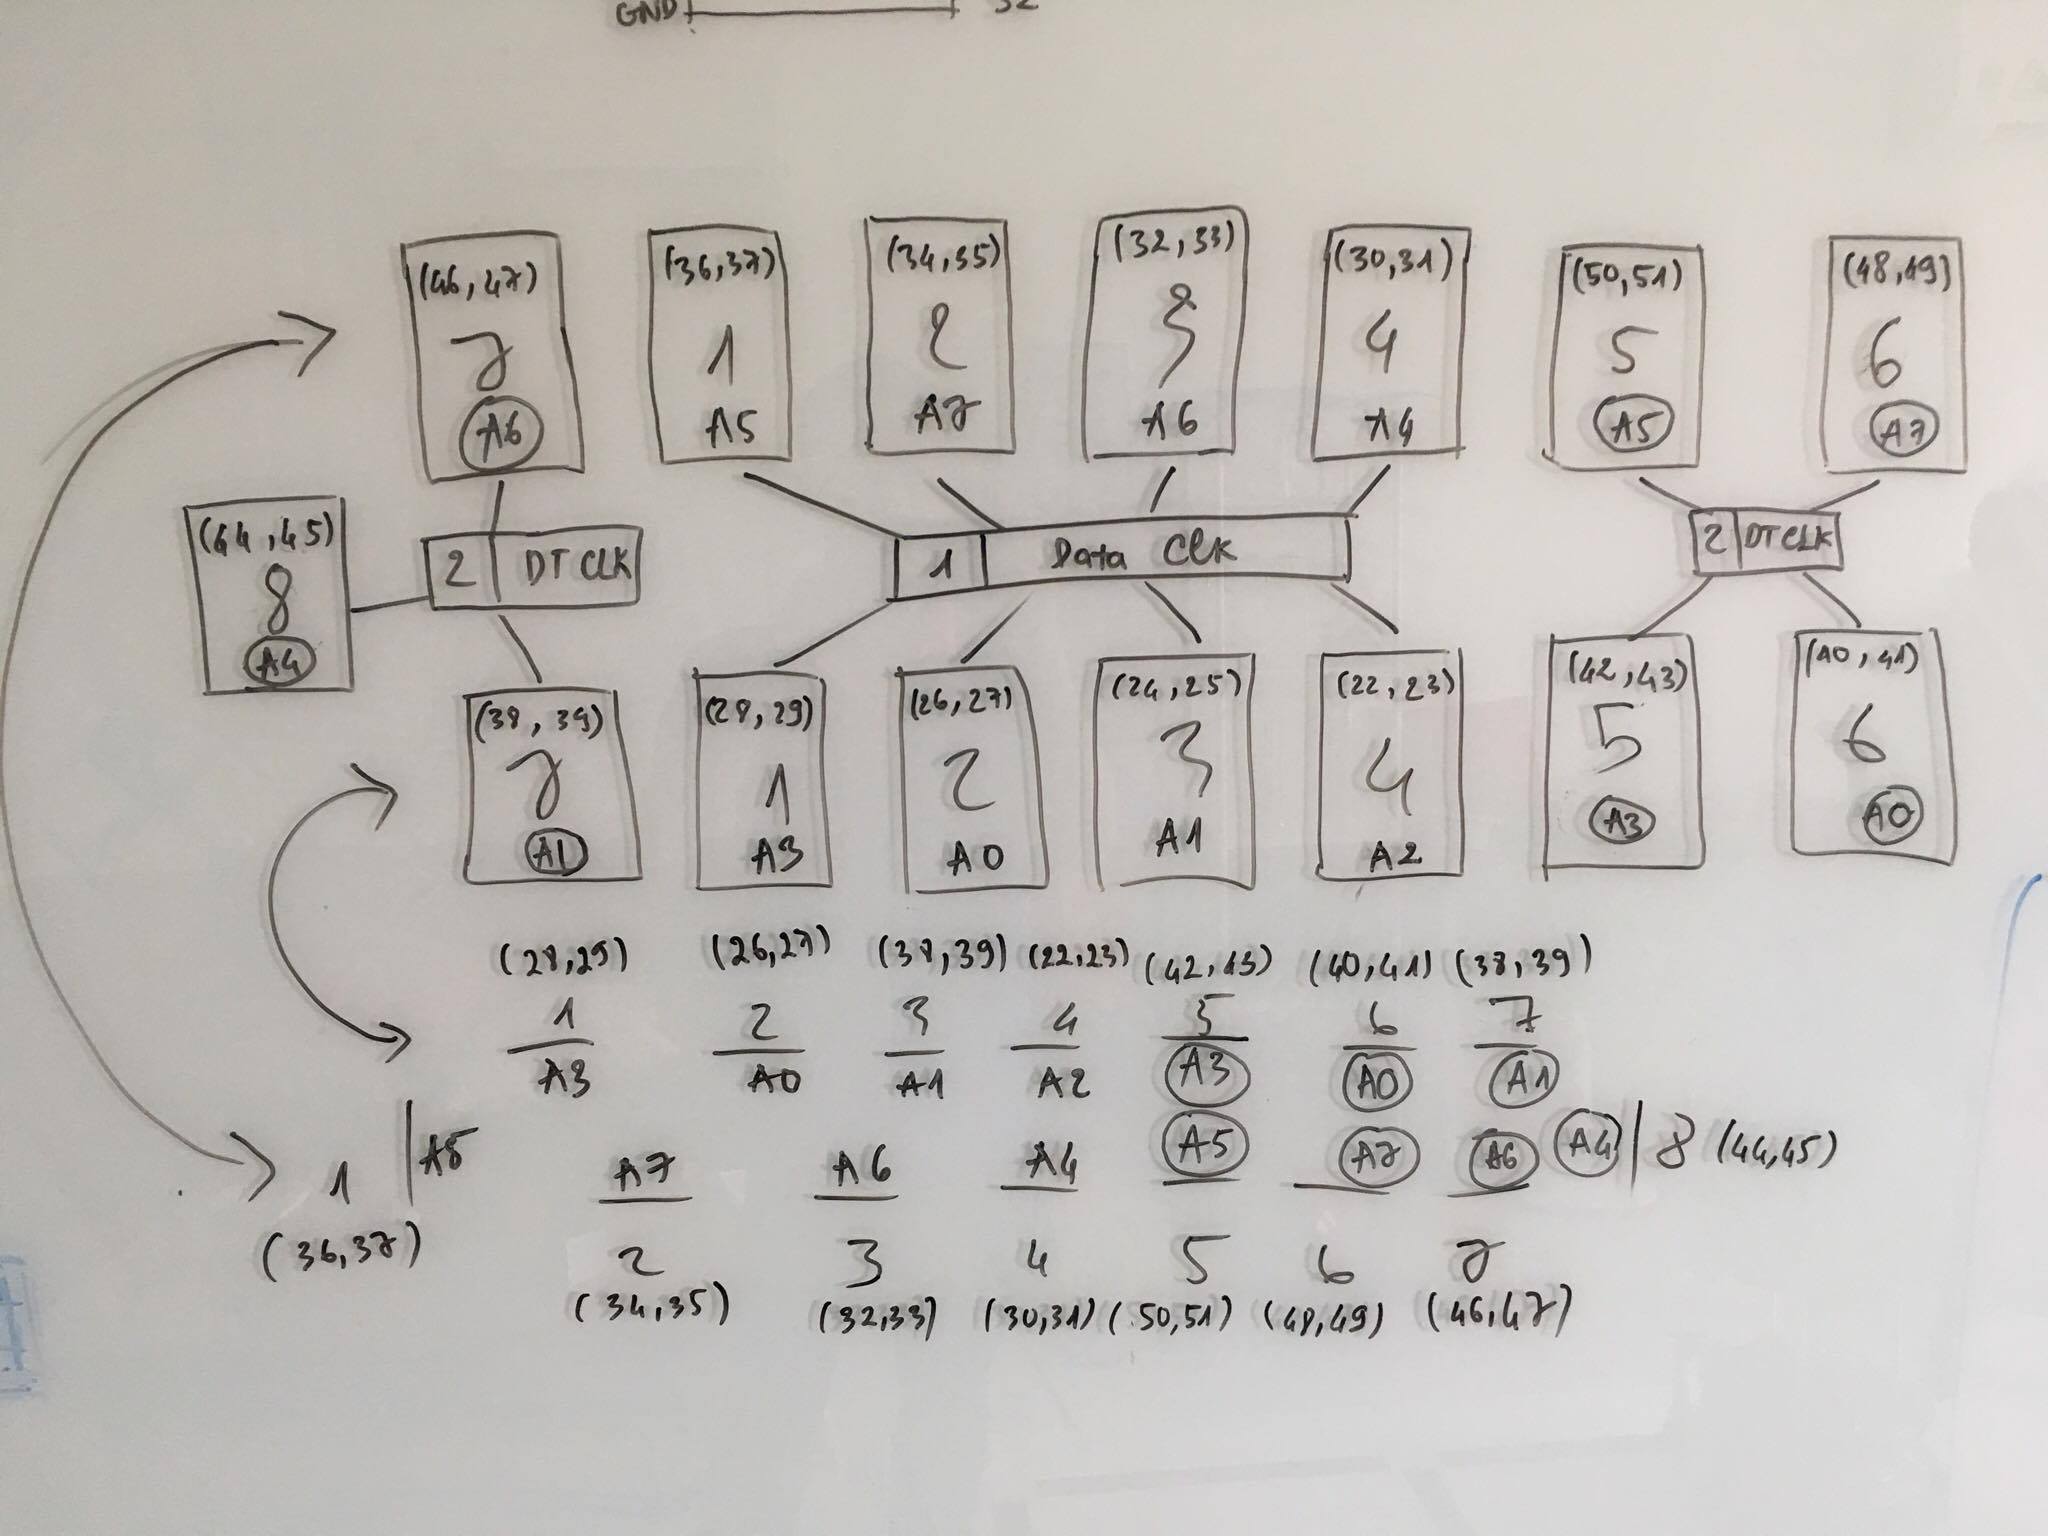 GND 32
(46,47) (36,37) (34,35) (32,33) (30,31) (50,51) (48,49)
7 1 2 3 4 5 6
A6 A5 A7 A6 A4 A5 A7
(44,45)
8
A4
2 DT CLK 1 Data Clk 2 DT CLK
(38,39) (28,29) (26,27) (24,25) (22,23) (42,43) (40,41)
7 1 2 3 4 5 6
A1 A3 A0 A1 A2 A3 A0
(28,29) (26,27) (38,39) (22,23) (42,43) (40,41) (38,39)
1 2 3 4 5 6 7
A3 A0 A1 A2 A3 A0 A1
1 A5 A7 A6 A4 A5 A7 A6 A4 8 (44,45)
(36,37) 2 3 4 5 6 7
(34,35) (32,33) (30,31) (50,51) (48,49) (46,47)